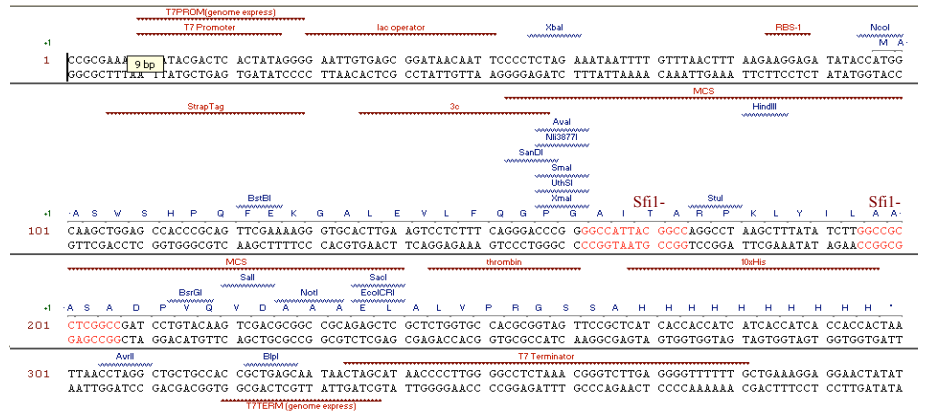 T7PROM(genome express)
T7 Promoter lac operator XbaI RBS-1 NcoI
+1 M A
1 CCGCGAAA TACGACTC ACTATAGGGG AATTGTGAGC GGATAACAAT TCCCCTCTAG AAATAATTTT GTTTAACTTT AAGAAGGAGA TATACCATGG
9 bp
GGCGCTTTAA TTATGCTGAG TGATATCCCC TTAACACTCG CCTATTGTTA AGGGGAGATC TTTATTAAAA CAAATTGAAA TTCTTCCTCT ATATGGTACC
MCS
StrapTag 3c HindIII
AvaI
Nli3877I
SanDI
SmaI
UthSI
BstBI XmaI Sfi1- StuI Sfi1-
+1 A S W S H P Q F E K G A L E V L F Q G P G A I T A R P K L Y I L A A
101 CAAGCTGGAG CCACCCGCAG TTCGAAAAGG GTGCACTTGA AGTCCTCTTT CAGGGACCCG GGGCCATTAC GGCCAGGCCT AAGCTTTATA TCTTGGCCGC
GTTCGACCTC GGTGGGCGTC AAGCTTTTCC CACGTGAACT TCAGGAGAAA GTCCCTGGGC CCCGGTAATG CCGGTCCGGA TTCGAAATAT AGAACCGGCG
MCS thrombin 10xHis
SalI SacI
BsrGI NotI EcolCRI
+1 A S A D P V Q V D A A A E L A L V P R G S S A H H H H H H H H H H *
201 CTCGGCCGAT CCTGTACAAG TCGACGCGGC CGCAGAGCTC GCTCTGGTGC CACGCGGTAG TTCCGCTCAT CACCACCATC ATCACCATCA CCACCACTAA
GAGCCGGCTA GGACATGTTC AGCTGCGCCG GCGTCTCGAG CGAGACCACG GTGCGCCATC AAGGCGAGTA GTGGTGGTAG TAGTGGTAGT GGTGGTGATT
AvrII BlpI T7 Terminator
301 TTAACCTAGG CTGCTGCCAC CGCTGAGCAA TAACTAGCAT AACCCCTTGG GGCCTCTAAA CGGGTCTTGA GGGGTTTTTT GCTGAAAGGA GGAACTATAT
AATTGGATCC GACGACGGTG GCGACTCGTT ATTGATCGTA TTGGGGAACC CCGGAGATTT GCCCAGAACT CCCCAAAAAA CGACTTTCCT CCTTGATATA
T7TERM (genome express)